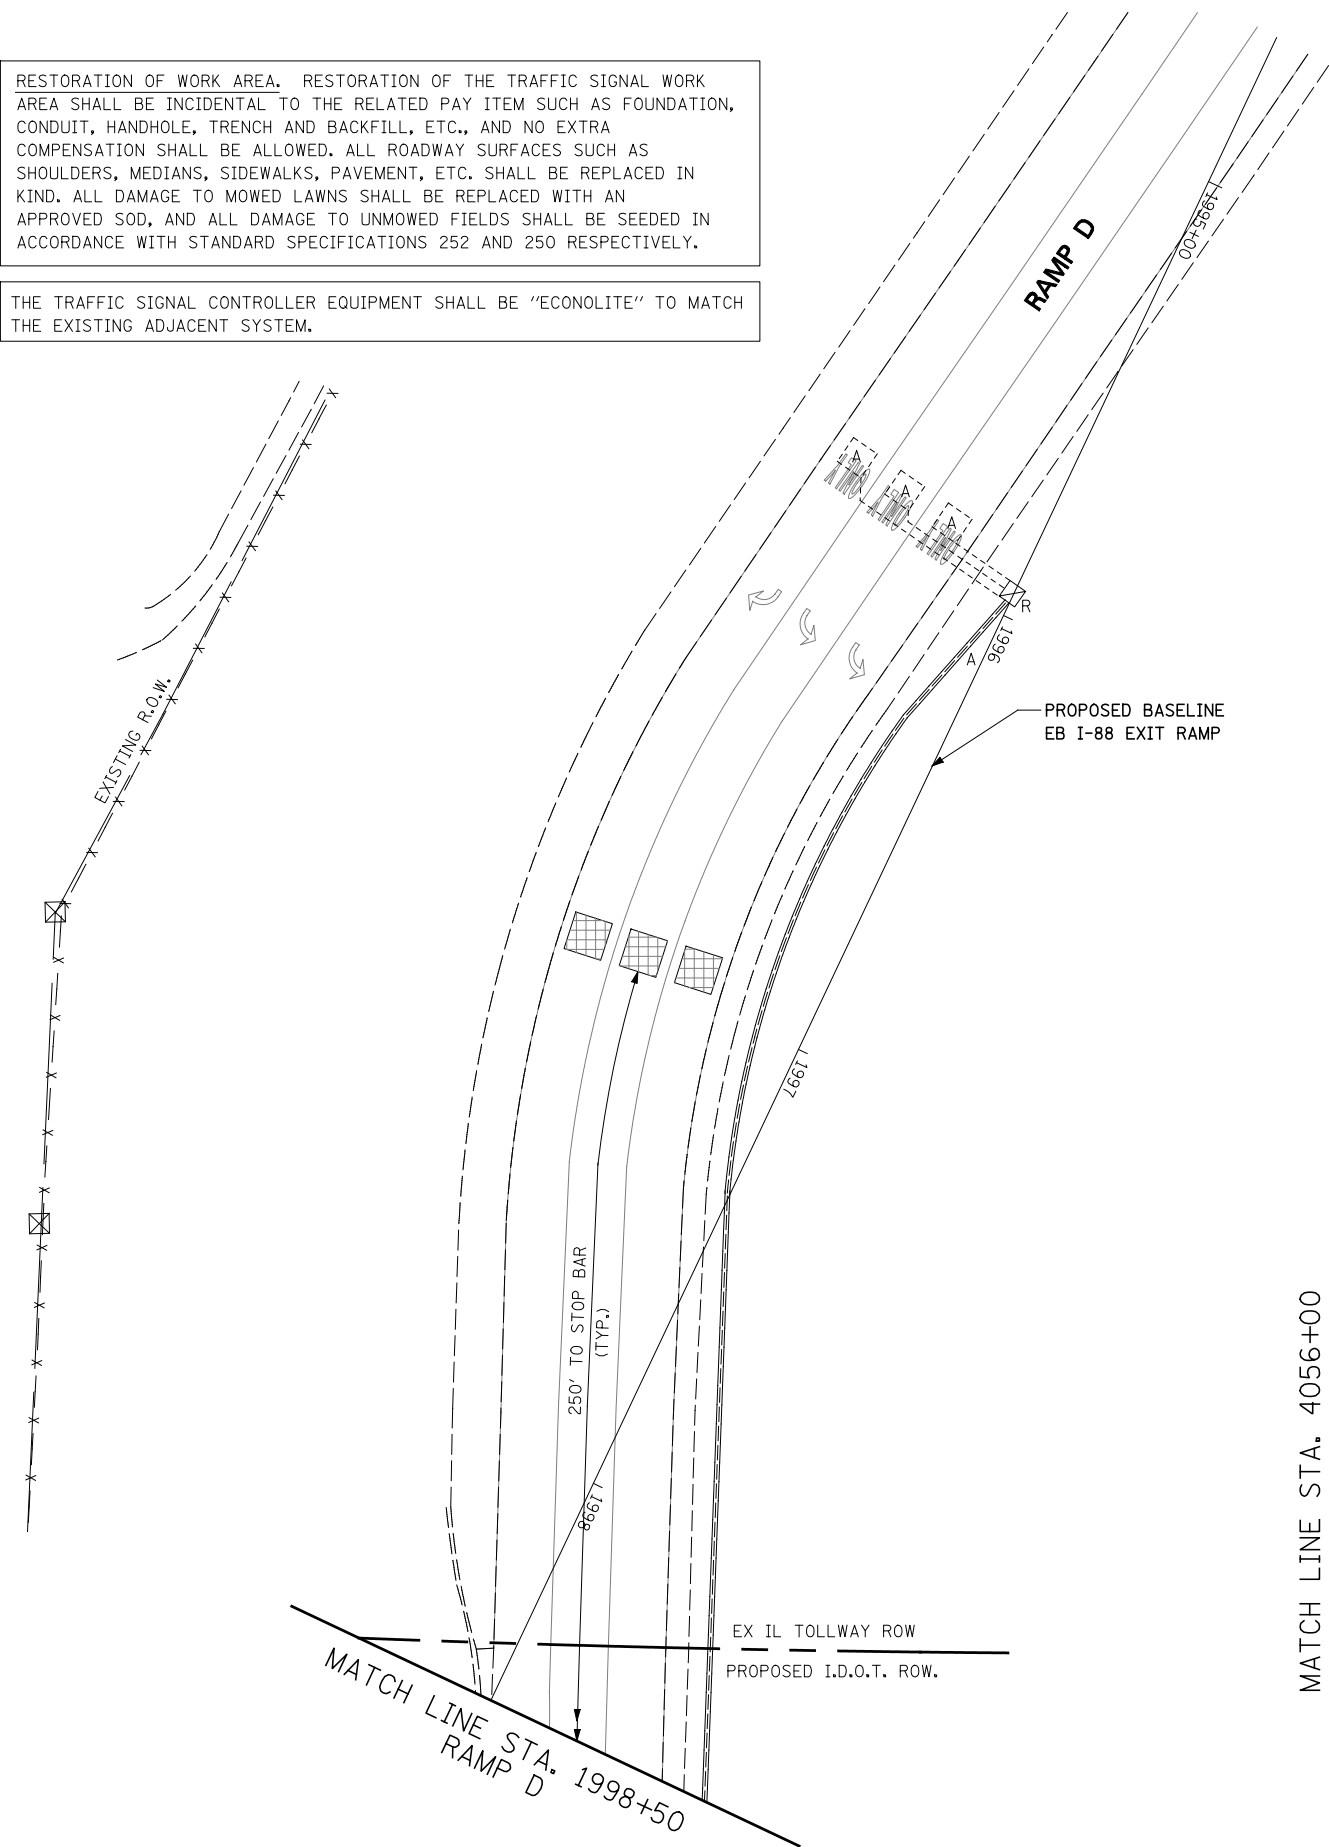 RESTORATION OF WORK AREA. RESTORATION OF THE TRAFFIC SIGNAL WORK
AREA SHALL BE INCIDENTAL TO THE RELATED PAY ITEM SUCH AS FOUNDATION,
CONDUIT, HANDHOLE, TRENCH AND BACKFILL, ETC., AND NO EXTRA
COMPENSATION SHALL BE ALLOWED. ALL ROADWAY SURFACES SUCH AS
SHOULDERS, MEDIANS, SIDEWALKS, PAVEMENT, ETC. SHALL BE REPLACED IN
KIND. ALL DAMAGE TO MOWED LAWNS SHALL BE REPLACED WITH AN
APPROVED SOD, AND ALL DAMAGE TO UNMOWED FIELDS SHALL BE SEEDED IN
ACCORDANCE WITH STANDARD SPECIFICATIONS 252 AND 250 RESPECTIVELY.
THE TRAFFIC SIGNAL CONTROLLER EQUIPMENT SHALL BE "ECONOLITE" TO MATCH
THE EXISTING ADJACENT SYSTEM.
1995+00
RAMP D
A
ONLY
A
ONLY
A
ONLY
R
1996
A
EXISTING R.O.W.
PROPOSED BASELINE
EB I-88 EXIT RAMP
1997
250' TO STOP BAR
(TYP.)
1998
EX IL TOLLWAY ROW
PROPOSED I.D.O.T. ROW.
MATCH LINE STA. 1998+50
RAMP D
MATCH LINE STA. 4056+00